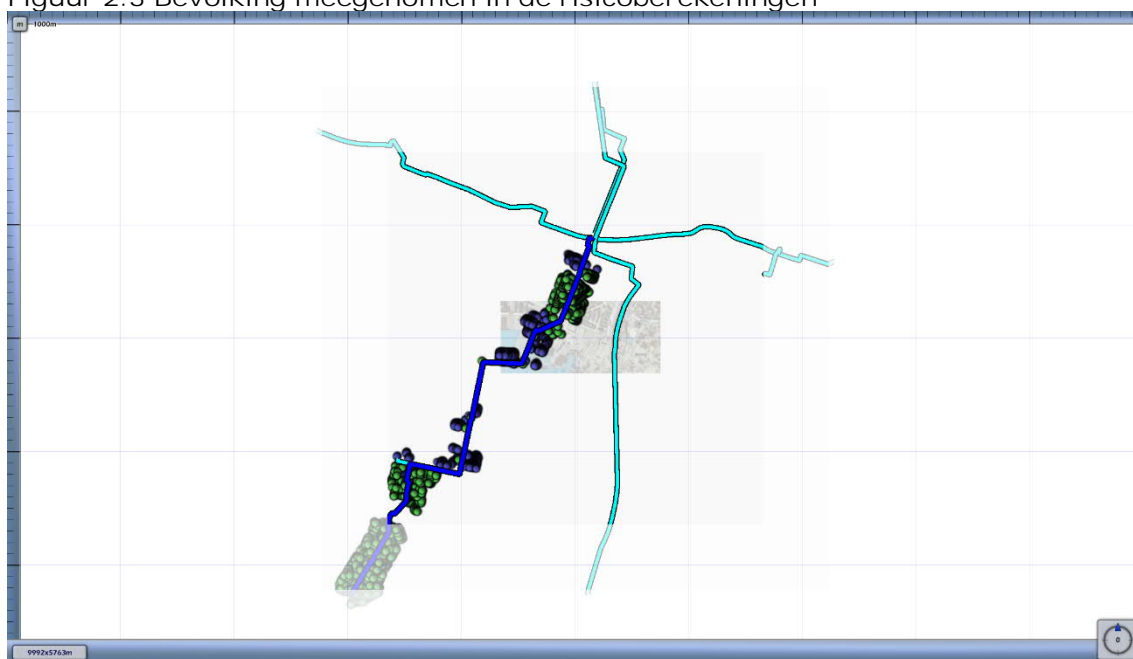 Figuur 2.3 Bevolking meegenomen in de risicoberekeningen
m
1000m
0
9992x5763m